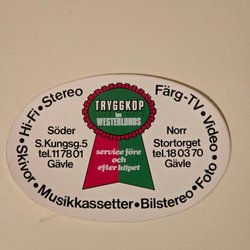 Skivor • Hi-Fi • Stereo
Färg-TV • Video • Foto •
TRYGGKÖP
hos
WESTERLUNDS
service före
och
efter köpet
Söder
S.Kungsg.5
tel.117801
Gävle
Norr
Stortorget
tel.180370
Gävle
• Musikkassetter • Bilstereo •